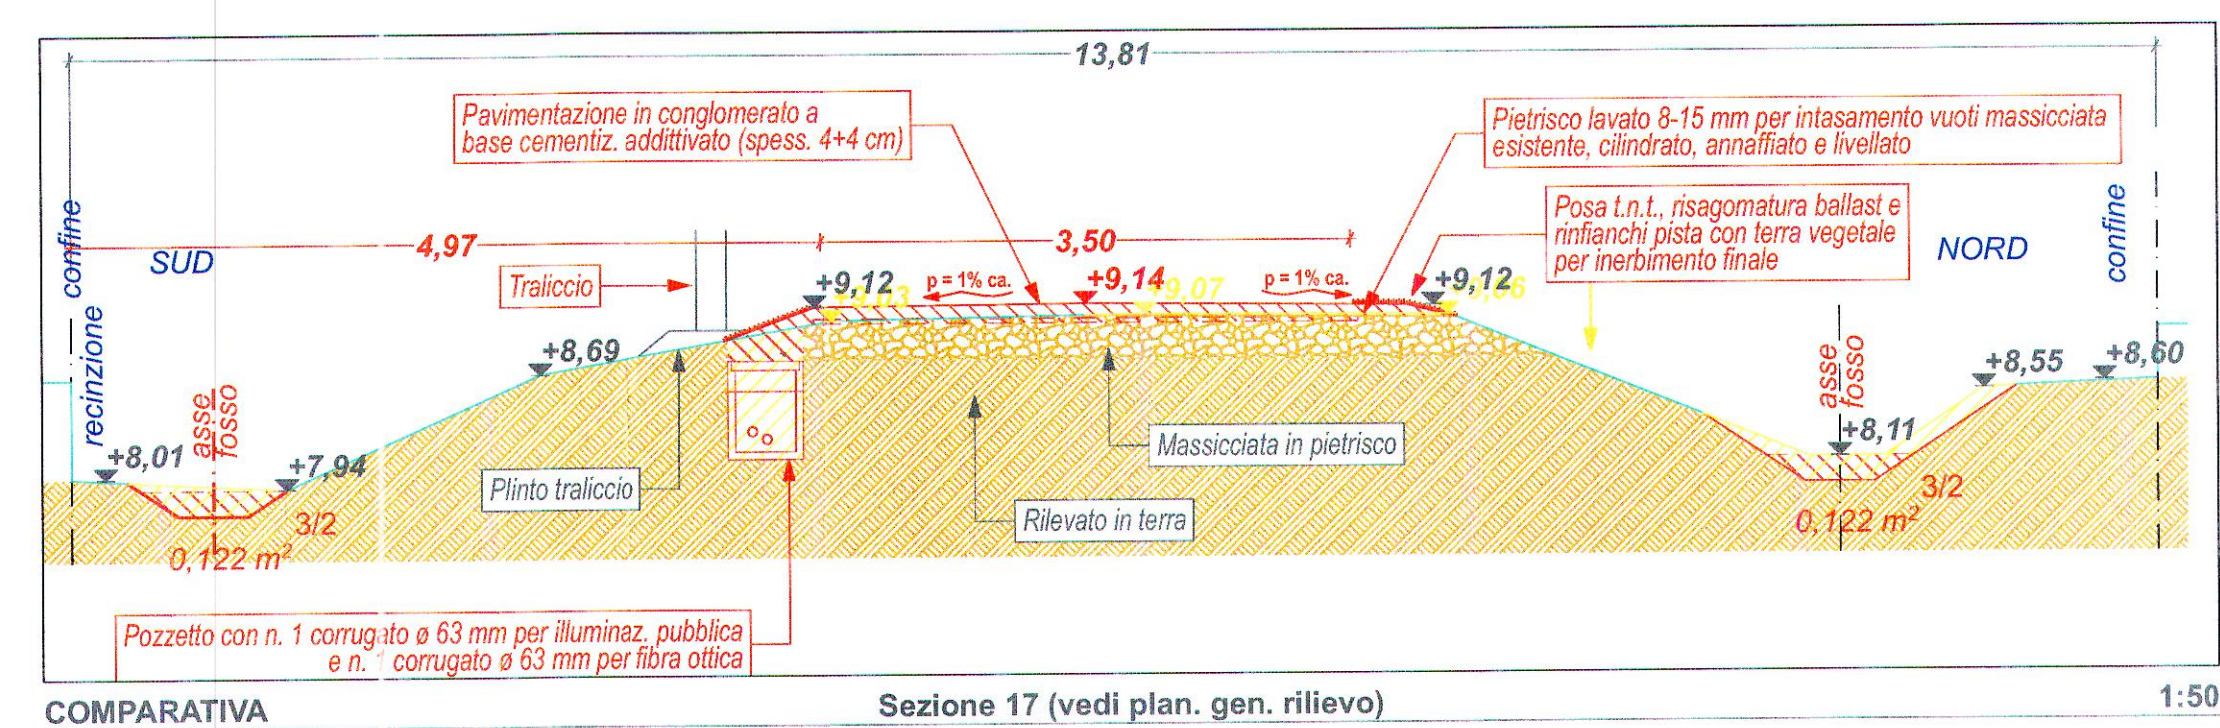 13,81
Pavimentazione in conglomerato a
base cementiz. addittivato (spess. 4+4 cm)
Pietrisco lavato 8-15 mm per intasamento vuoti massicciata
esistente, cilindrato, annaffiato e livellato
Posa t.n.t., risagomatura ballast e
rinfianchi pista con terra vegetale
per inerbimento finale
confine
recinzione
SUD
4,97
3,50
NORD
confine
Traliccio
+9,12
+9,03
p = 1% ca.
+9,14
+9,07
p = 1% ca.
+9,12
+9,06
+8,69
+8,55
+8,60
asse
fosso
asse
fosso
+8,01
+7,94
+8,11
Massicciata in pietrisco
Plinto traliccio
Rilevato in terra
3/2
0,122 m²
3/2
0,122 m²
Pozzetto con n. 1 corrugato ø 63 mm per illuminaz. pubblica
e n. 1 corrugato ø 63 mm per fibra ottica
COMPARATIVA
Sezione 17 (vedi plan. gen. rilievo)
1:50